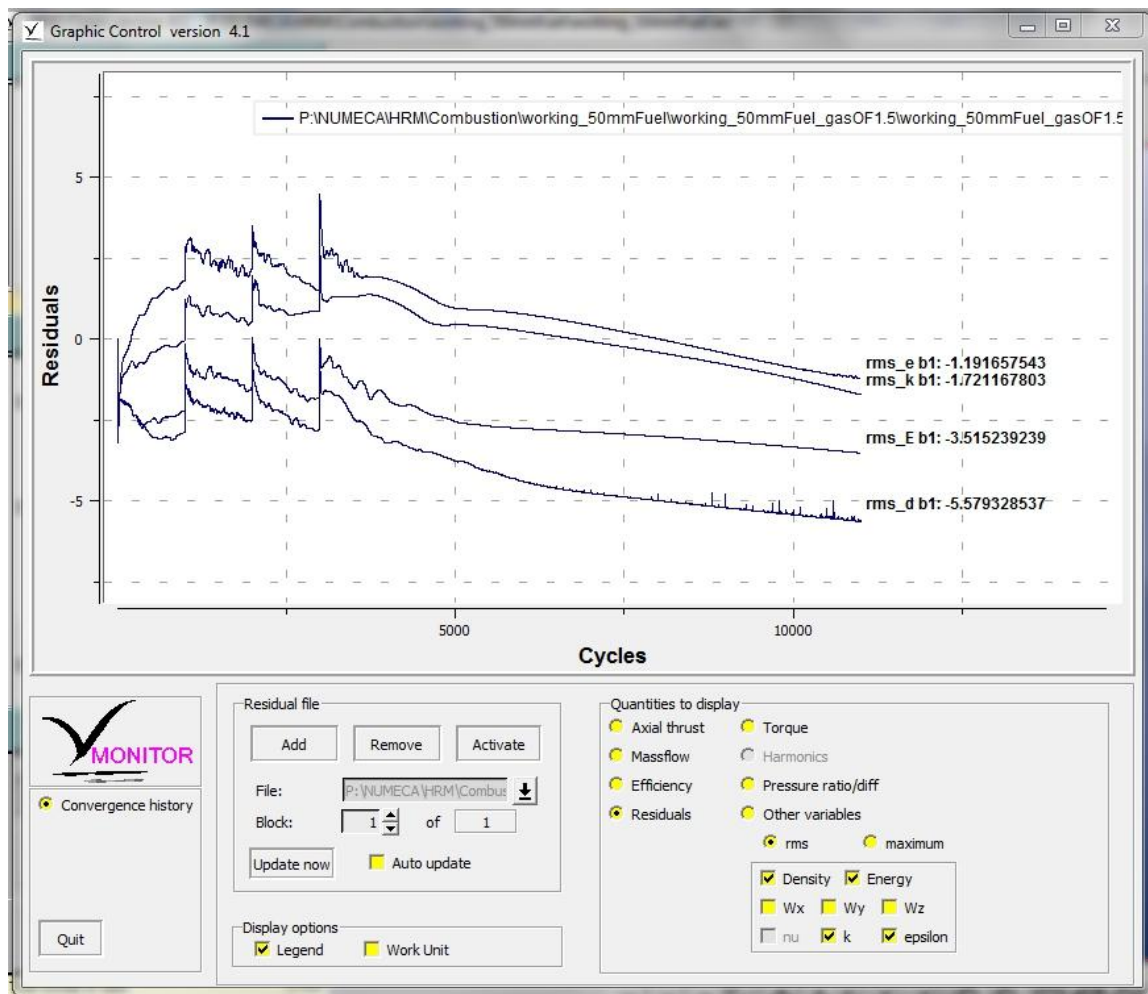 Graphic Control version 4.1
P:\NUMECA\HRM\Combustion\working_50mmFuel\working_50mmFuel_gasOF1.5\working_50mmFuel_gasOF1.5
5
0
-5
Residuals
rms_e b1: -1.191657543
rms_k b1: -1.721167803
rms_E b1: -3.515239239
rms_d b1: -5.579328537
5000
10000
Cycles
MONITOR
Convergence history
Quit
Residual file
Add Remove Activate
File: P:\NUMECA\HRM\Combus
Block: 1 of 1
Update now Auto update
Display options
Legend Work Unit
Quantities to display
Axial thrust Torque
Massflow Harmonics
Efficiency Pressure ratio/diff
Residuals Other variables
rms maximum
Density Energy
Wx Wy Wz
nu k epsilon